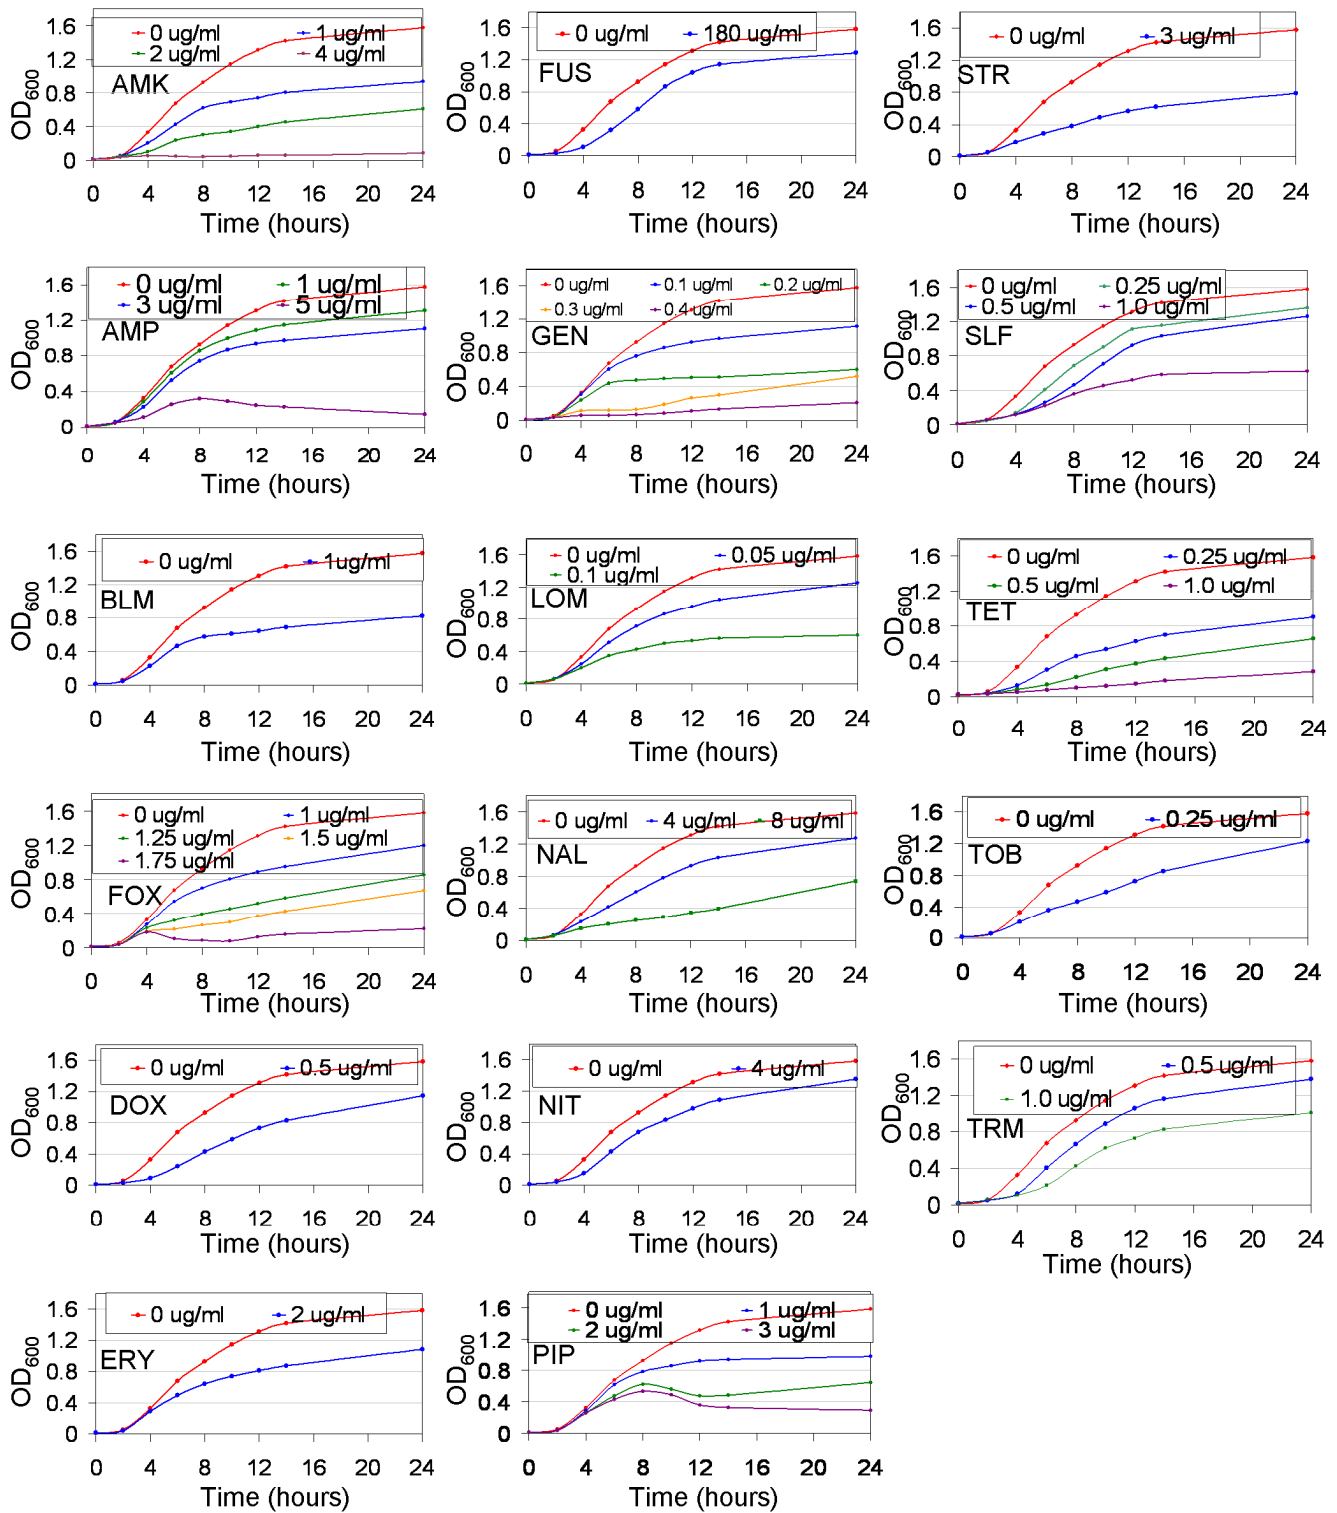 1.6
1.2
0.8
0.4
0
OD600
0 ug/ml
1 ug/ml
2 ug/ml
4 ug/ml
AMK
0 4 8 12 16 20 24
Time (hours)
1.6
1.2
0.8
0.4
0
OD600
0 ug/ml
180 ug/ml
FUS
0 4 8 12 16 20 24
Time (hours)
1.6
1.2
0.8
0.4
0
OD600
0 ug/ml
3 ug/ml
STR
0 4 8 12 16 20 24
Time (hours)
1.6
1.2
0.8
0.4
0
OD600
0 ug/ml
1 ug/ml
3 ug/ml
5 ug/ml
AMP
0 4 8 12 16 20 24
Time (hours)
1.6
1.2
0.8
0.4
0
OD600
0 ug/ml
0.1 ug/ml
0.2 ug/ml
0.3 ug/ml
0.4 ug/ml
GEN
0 4 8 12 16 20 24
Time (hours)
1.6
1.2
0.8
0.4
0
OD600
0 ug/ml
0.25 ug/ml
0.5 ug/ml
1.0 ug/ml
SLF
0 4 8 12 16 20 24
Time (hours)
1.6
1.2
0.8
0.4
0
OD600
0 ug/ml
1 ug/ml
BLM
0 4 8 12 16 20 24
Time (hours)
1.6
1.2
0.8
0.4
0
OD600
0 ug/ml
0.05 ug/ml
0.1 ug/ml
LOM
0 4 8 12 16 20 24
Time (hours)
1.6
1.2
0.8
0.4
0
OD600
0 ug/ml
0.25 ug/ml
0.5 ug/ml
1.0 ug/ml
TET
0 4 8 12 16 20 24
Time (hours)
1.6
1.2
0.8
0.4
0
OD600
0 ug/ml
1 ug/ml
1.25 ug/ml
1.5 ug/ml
1.75 ug/ml
FOX
0 4 8 12 16 20 24
Time (hours)
1.6
1.2
0.8
0.4
0
OD600
0 ug/ml
4 ug/ml
8 ug/ml
NAL
0 4 8 12 16 20 24
Time (hours)
1.6
1.2
0.8
0.4
0
OD600
0 ug/ml
0.25 ug/ml
TOB
0 4 8 12 16 20 24
Time (hours)
1.6
1.2
0.8
0.4
0
OD600
0 ug/ml
0.5 ug/ml
DOX
0 4 8 12 16 20 24
Time (hours)
1.6
1.2
0.8
0.4
0
OD600
0 ug/ml
4 ug/ml
NIT
0 4 8 12 16 20 24
Time (hours)
1.6
1.2
0.8
0.4
0
OD600
0 ug/ml
0.5 ug/ml
1.0 ug/ml
TRM
0 4 8 12 16 20 24
Time (hours)
1.6
1.2
0.8
0.4
0
OD600
0 ug/ml
2 ug/ml
ERY
0 4 8 12 16 20 24
Time (hours)
1.6
1.2
0.8
0.4
0
OD600
0 ug/ml
1 ug/ml
2 ug/ml
3 ug/ml
PIP
0 4 8 12 16 20 24
Time (hours)